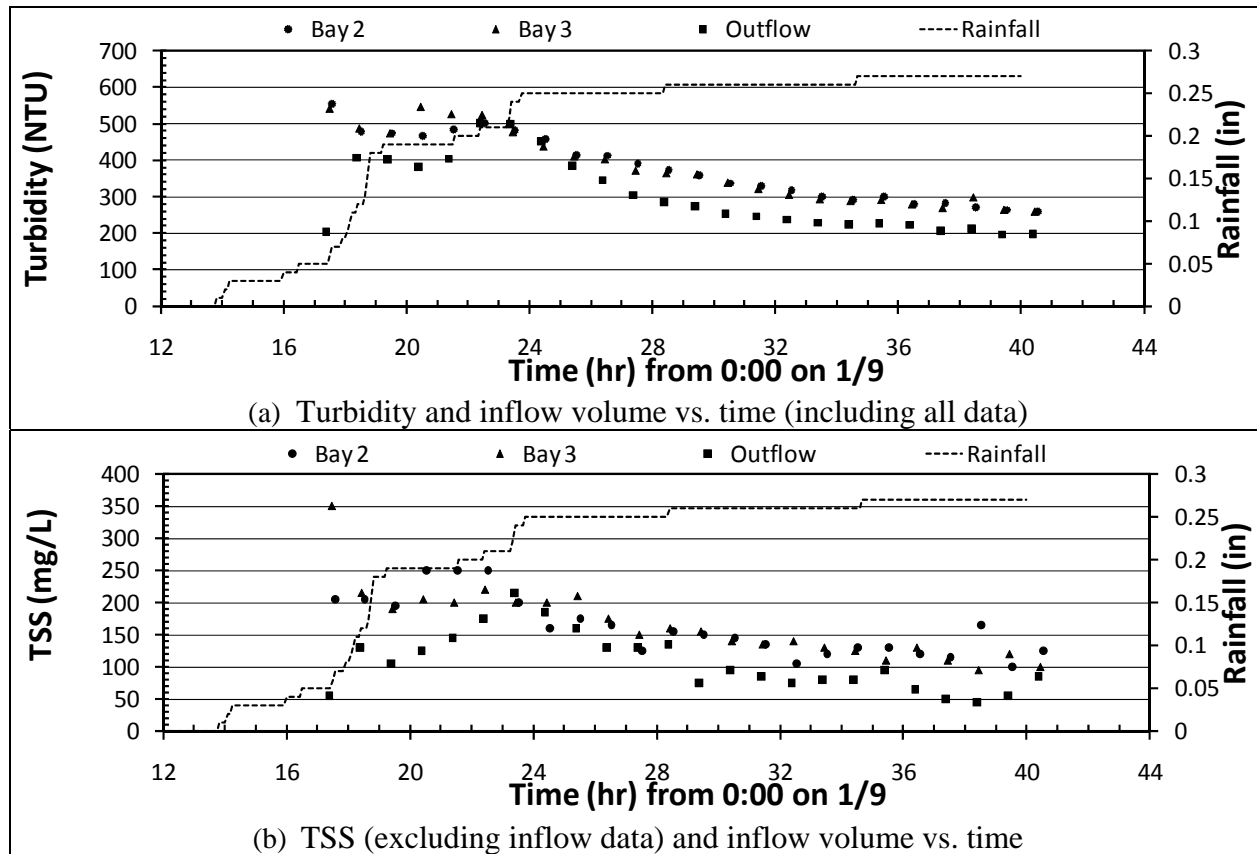 Bay 2 Bay 3 Outflow Rainfall
700
600
500
400
300
200
100
0
Turbidity (NTU)
0.3
0.25
0.2
0.15
0.1
0.05
0
Rainfall (in)
12 16 20 24 28 32 36 40 44
Time (hr) from 0:00 on 1/9
(a) Turbidity and inflow volume vs. time (including all data)
Bay 2 Bay 3 Outflow Rainfall
400
350
300
250
200
150
100
50
0
TSS (mg/L)
0.3
0.25
0.2
0.15
0.1
0.05
0
Rainfall (in)
12 16 20 24 28 32 36 40 44
Time (hr) from 0:00 on 1/9
(b) TSS (excluding inflow data) and inflow volume vs. time